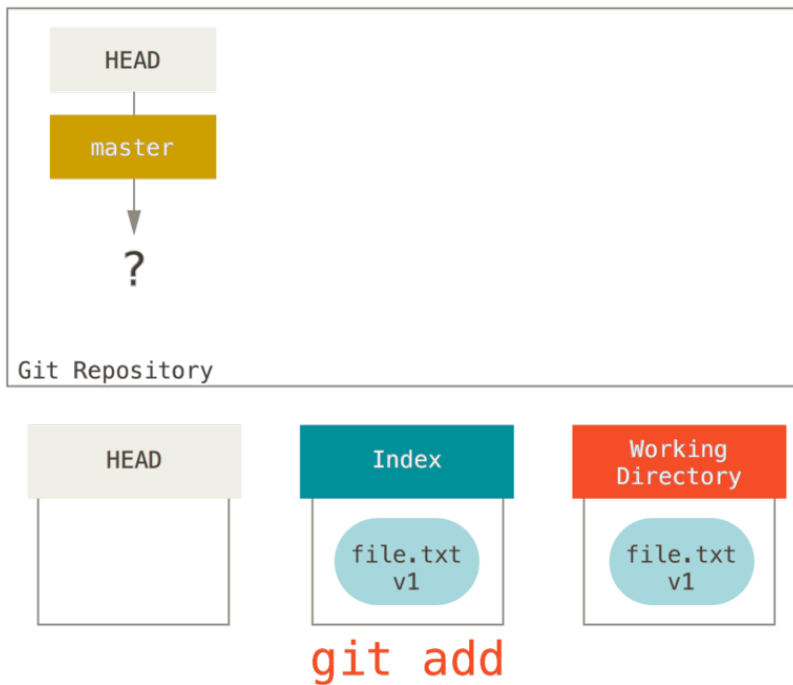 HEAD
master
?
Git Repository
HEAD
Index
Working
Directory
file.txt
v1
file.txt
v1
git add